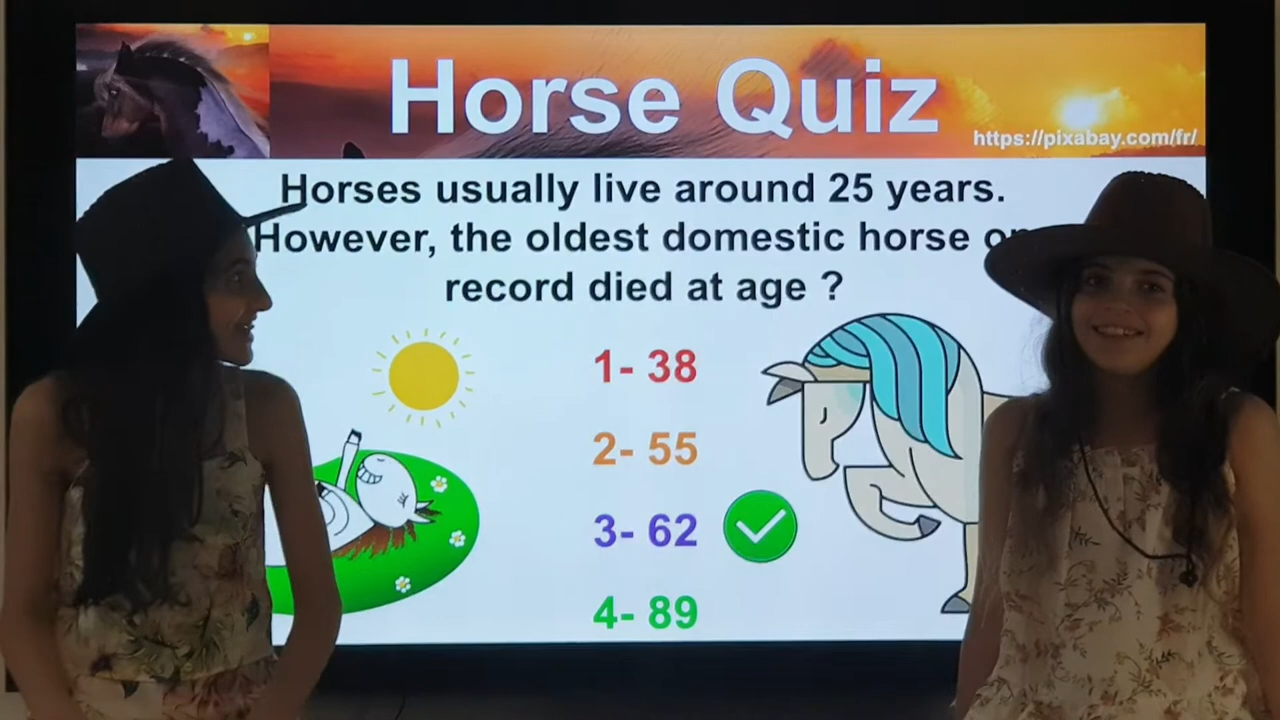 Horse Quiz
https://pixabay.com/fr/
Horses usually live around 25 years.
However, the oldest domestic horse
record died at age ?
1- 38
2- 55
3- 62
4- 89